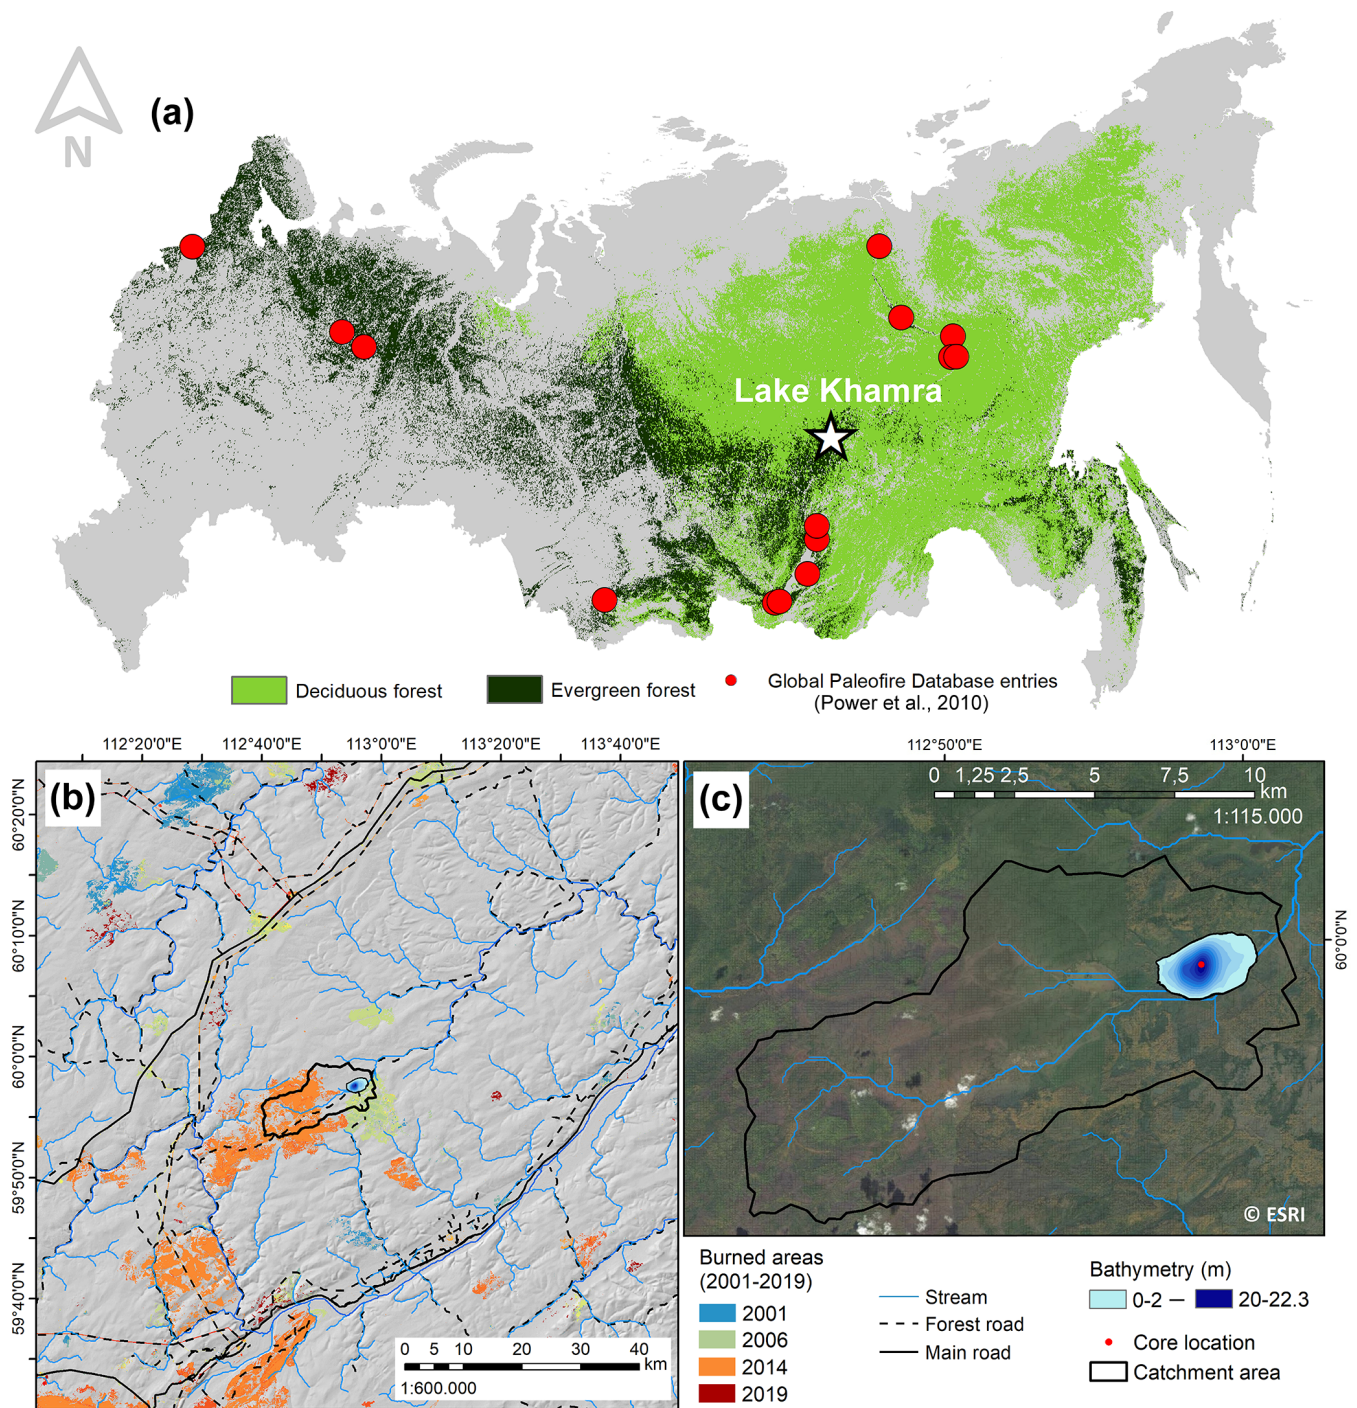 (a)
N
Lake Khamra
Deciduous forest
Evergreen forest
Global Paleofire Database entries
(Power et al., 2010)
112°20'0"E
112°40'0"E
113°0'0"E
113°20'0"E
113°40'0"E
(b)
60°20'0"N
60°10'0"N
60°0'0"N
59°50'0"N
59°40'0"N
0 5 10 20 30 40 km
1:600.000
112°50'0"E
113°0'0"E
(c)
0 1,25 2,5 5 7,5 10
km
1:115.000
60°0'0"N
© ESRI
Burned areas
(2001-2019)
2001
2006
2014
2019
Stream
Forest road
Main road
Bathymetry (m)
0-2 – 20-22.3
Core location
Catchment area